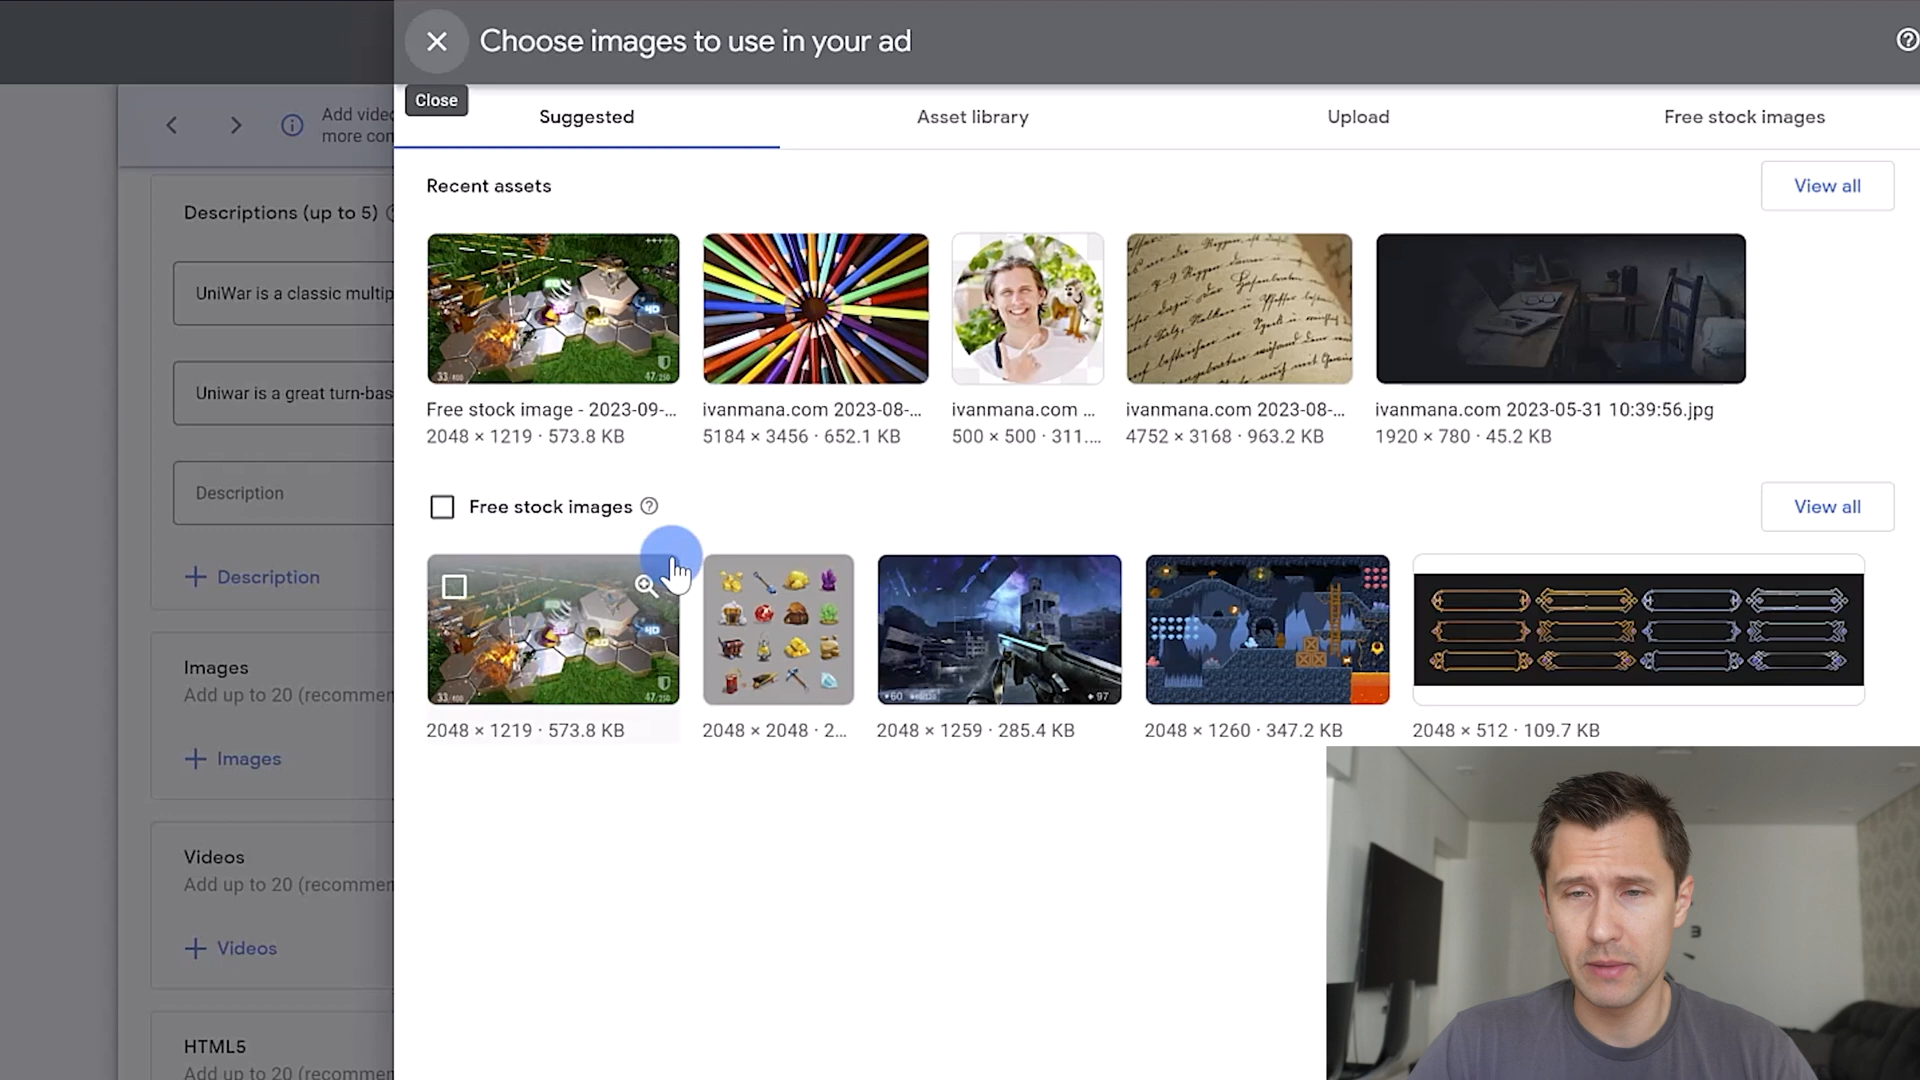 Choose images to use in your ad
Close
Suggested
Asset library
Upload
Free stock images
Add vide
more con
Recent assets
View all
Descriptions (up to 5)
UniWar is a classic multip
Uniwar is a great turn-bas
Description
Description
Free stock image - 2023-09-...
2048 × 1219 · 573.8 KB
ivanmana.com 2023-08-...
5184 × 3456 · 652.1 KB
ivanmana.com ...
500 × 500 · 311....
ivanmana.com 2023-08-...
4752 × 3168 · 963.2 KB
ivanmana.com 2023-05-31 10:39:56.jpg
1920 × 780 · 45.2 KB
Free stock images
View all
2048 × 1219 · 573.8 KB
2048 × 2048 · 2...
2048 × 1259 · 285.4 KB
2048 × 1260 · 347.2 KB
2048 × 512 · 109.7 KB
Images
Add up to 20 (recommen
Images
Videos
Add up to 20 (recommen
Videos
HTML5
Add up to 20 (recommen